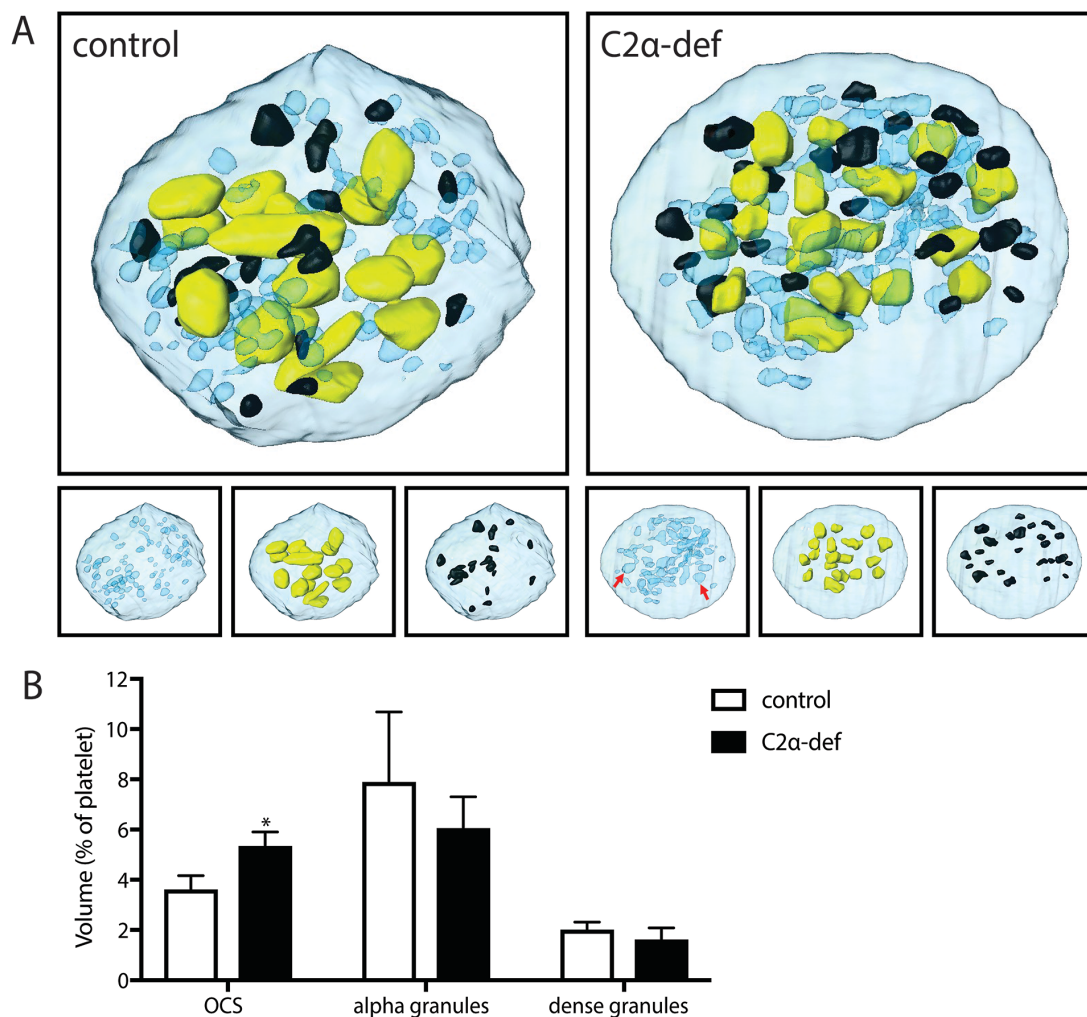 A
control
C2α-def
B
Volume (% of platelet)
12
10
8
6
4
2
0
*
OCS
alpha granules
dense granules
control
C2α-def